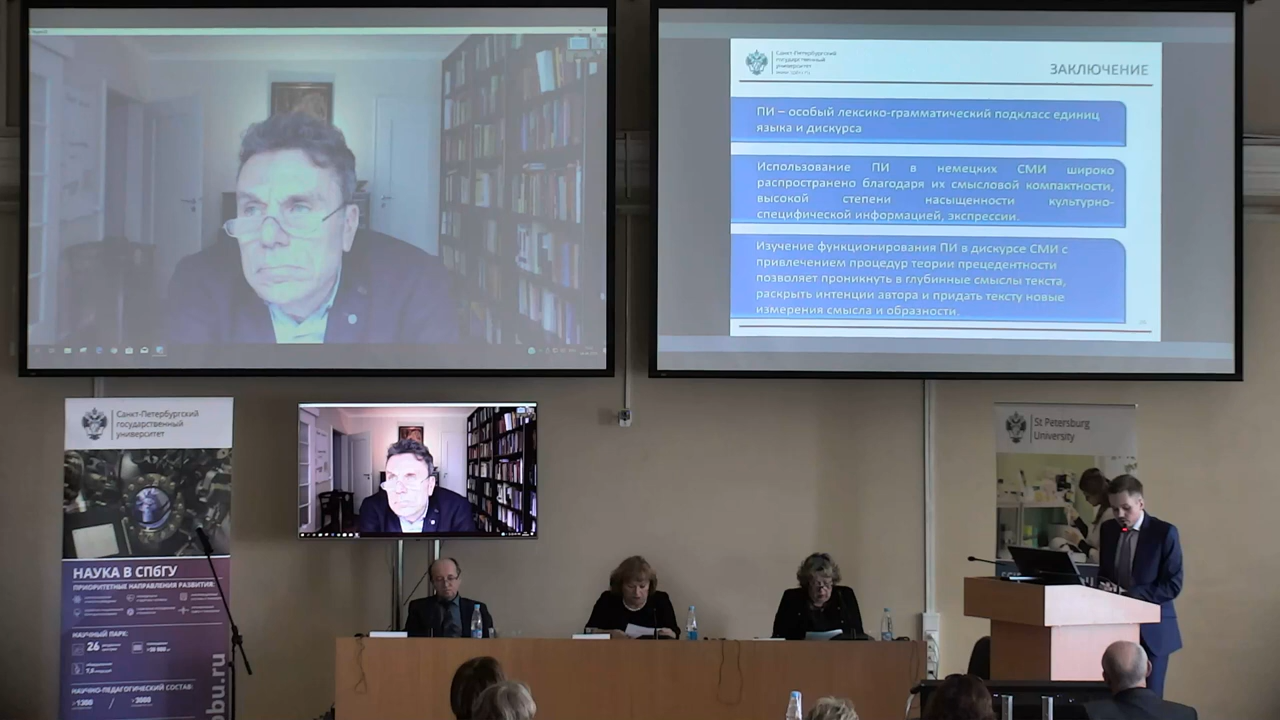 Санкт-Петербургский
государственный
университет
ЗАКЛЮЧЕНИЕ
ПИ – особый лексико-грамматический подкласс единиц
языка и дискурса
Использование ПИ в немецких СМИ широко
распространено благодаря их смысловой компактности,
высокой степени насыщенности культурно-
специфической информацией, экспрессии.
Изучение функционирования ПИ в дискурсе СМИ с
привлечением процедур теории прецедентности
позволяет проникнуть в глубинные смыслы текста,
раскрыть интенции автора и придать тексту новые
измерения смысла и образности.
Санкт-Петербургский
государственный
университет
НАУКА В СПбГУ
ПРИОРИТЕТНЫЕ НАПРАВЛЕНИЯ РАЗВИТИЯ:
НАУЧНЫЙ ПАРК:
26
НАУЧНО-ПЕДАГОГИЧЕСКИЙ СОСТАВ:
bu.ru
St Petersburg
University